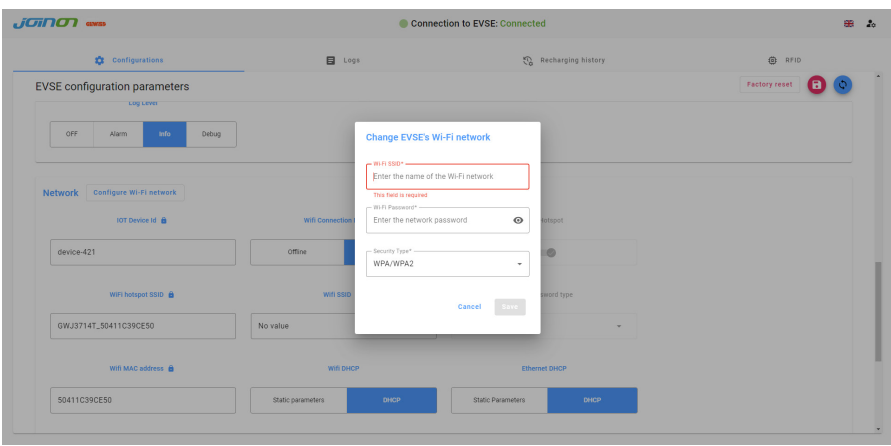 JOINON GEWISS
Connection to EVSE: Connected
Configurations
Logs
Recharging history
RFID
EVSE configuration parameters
Factory reset
Log Level
OFF Alarm Info Debug
Change EVSE's Wi-Fi network
Wi-Fi SSID*
Enter the name of the Wi-Fi network
This field is required
Wi-Fi Password*
Enter the network password
Security Type*
WPA/WPA2
Cancel Save
Network Configure Wi-Fi network
IOT Device Id
Wifi Connection
Hotspot
device-421
Offline
WiFi hotspot SSID
Wifi SSID
word type
GWJ3714T_50411C39CE50
No value
Wifi MAC address
Wifi DHCP
Ethernet DHCP
50411C39CE50
Static parameters DHCP
Static Parameters DHCP